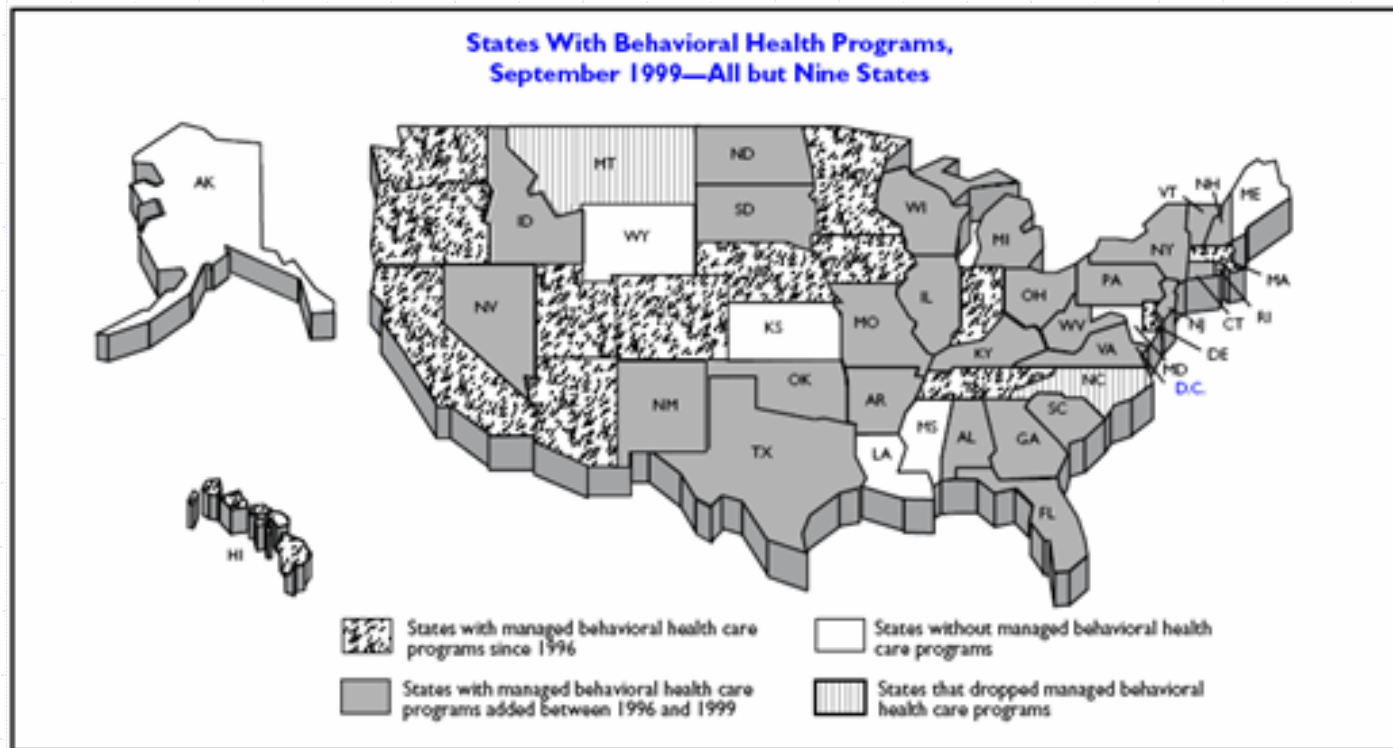 States With Behavioral Health Programs,
September 1999—All but Nine States
AK
MT
ND
ID
SD
WY
WI
MI
VT
NH
ME
NY
MA
PA
NV
KS
MO
IL
OH
WV
KY
VA
NJ
CT
RI
DE
MD
D.C.
NM
OK
AR
NC
SC
TX
LA
MS
AL
GA
FL
HI
States with managed behavioral health care
programs since 1996
States without managed behavioral health
care programs
States with managed behavioral health care
programs added between 1996 and 1999
States that dropped managed behavioral
health care programs